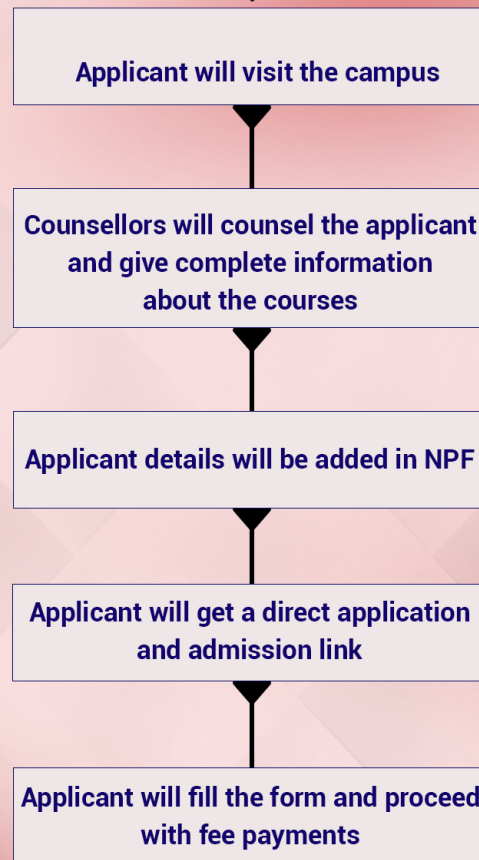 Applicant will visit the campus
Counsellors will counsel the applicant
and give complete information
about the courses
Applicant details will be added in NPF
Applicant will get a direct application
and admission link
Applicant will fill the form and proceed
with fee payments